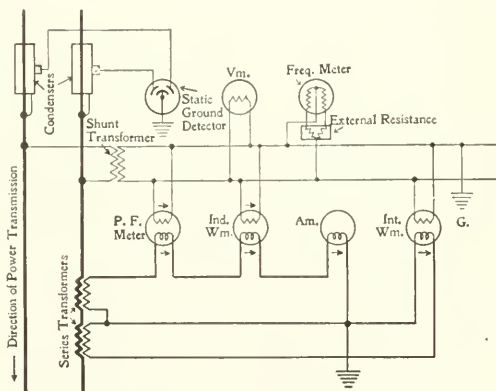 Condensers
Static
Ground
Detector
Vm.
Freq. Meter
External Resistance
Shunt
Transformer
P. F.
Meter
Ind.
Wm.
Am.
Int.
Wm.
G.
Series Transformers
Direction of Power Transmission